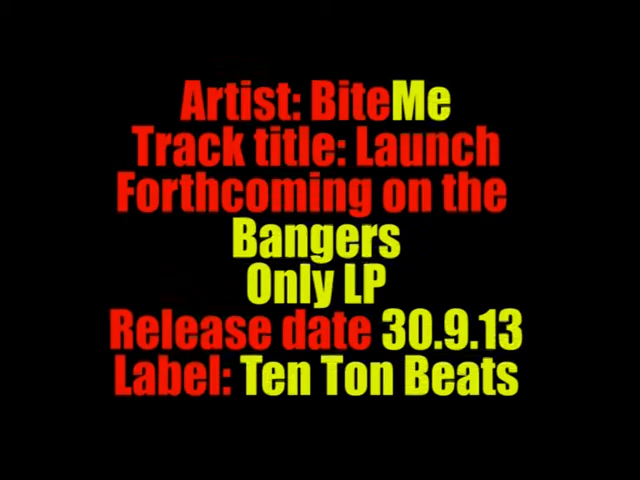 Artist: BiteMe
Track title: Launch
Forthcoming on the
Bangers
Only LP
Release date 30.9.13
Label: Ten Ton Beats